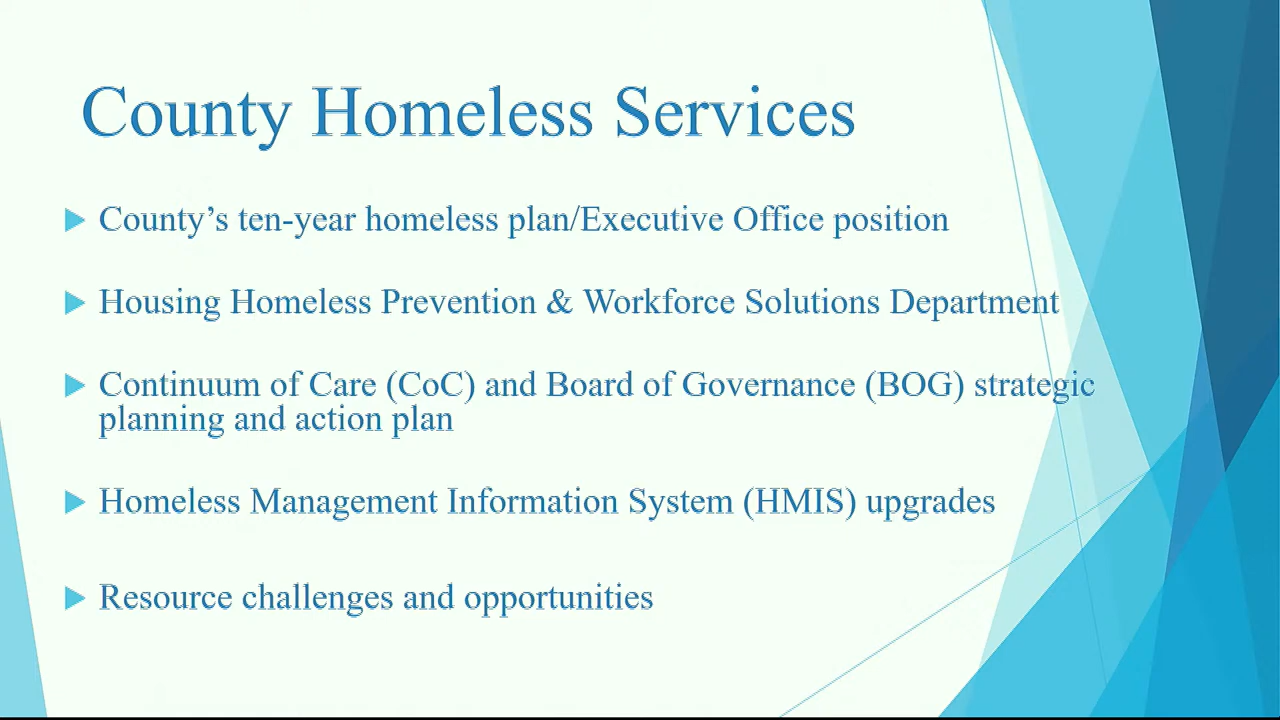 County Homeless Services
County’s ten-year homeless plan/Executive Office position
Housing Homeless Prevention & Workforce Solutions Department
Continuum of Care (CoC) and Board of Governance (BOG) strategic
planning and action plan
Homeless Management Information System (HMIS) upgrades
Resource challenges and opportunities